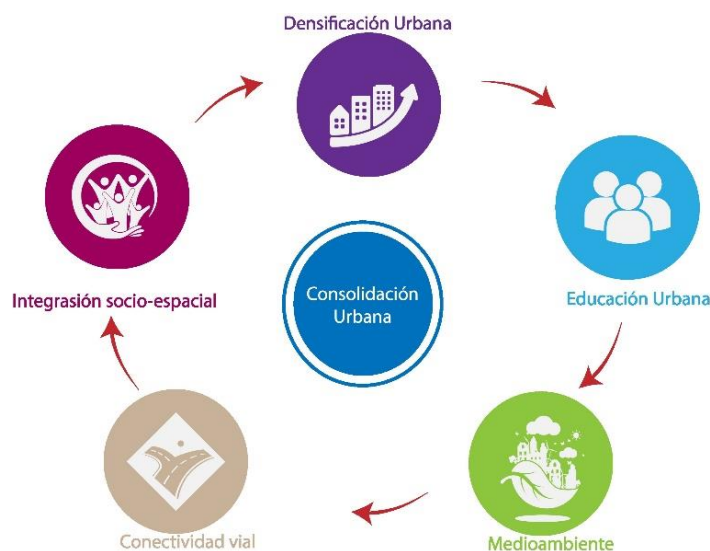 Densificación Urbana
Educación Urbana
Medioambiente
Conectividad vial
Integrasión socio-espacial
Consolidación
Urbana